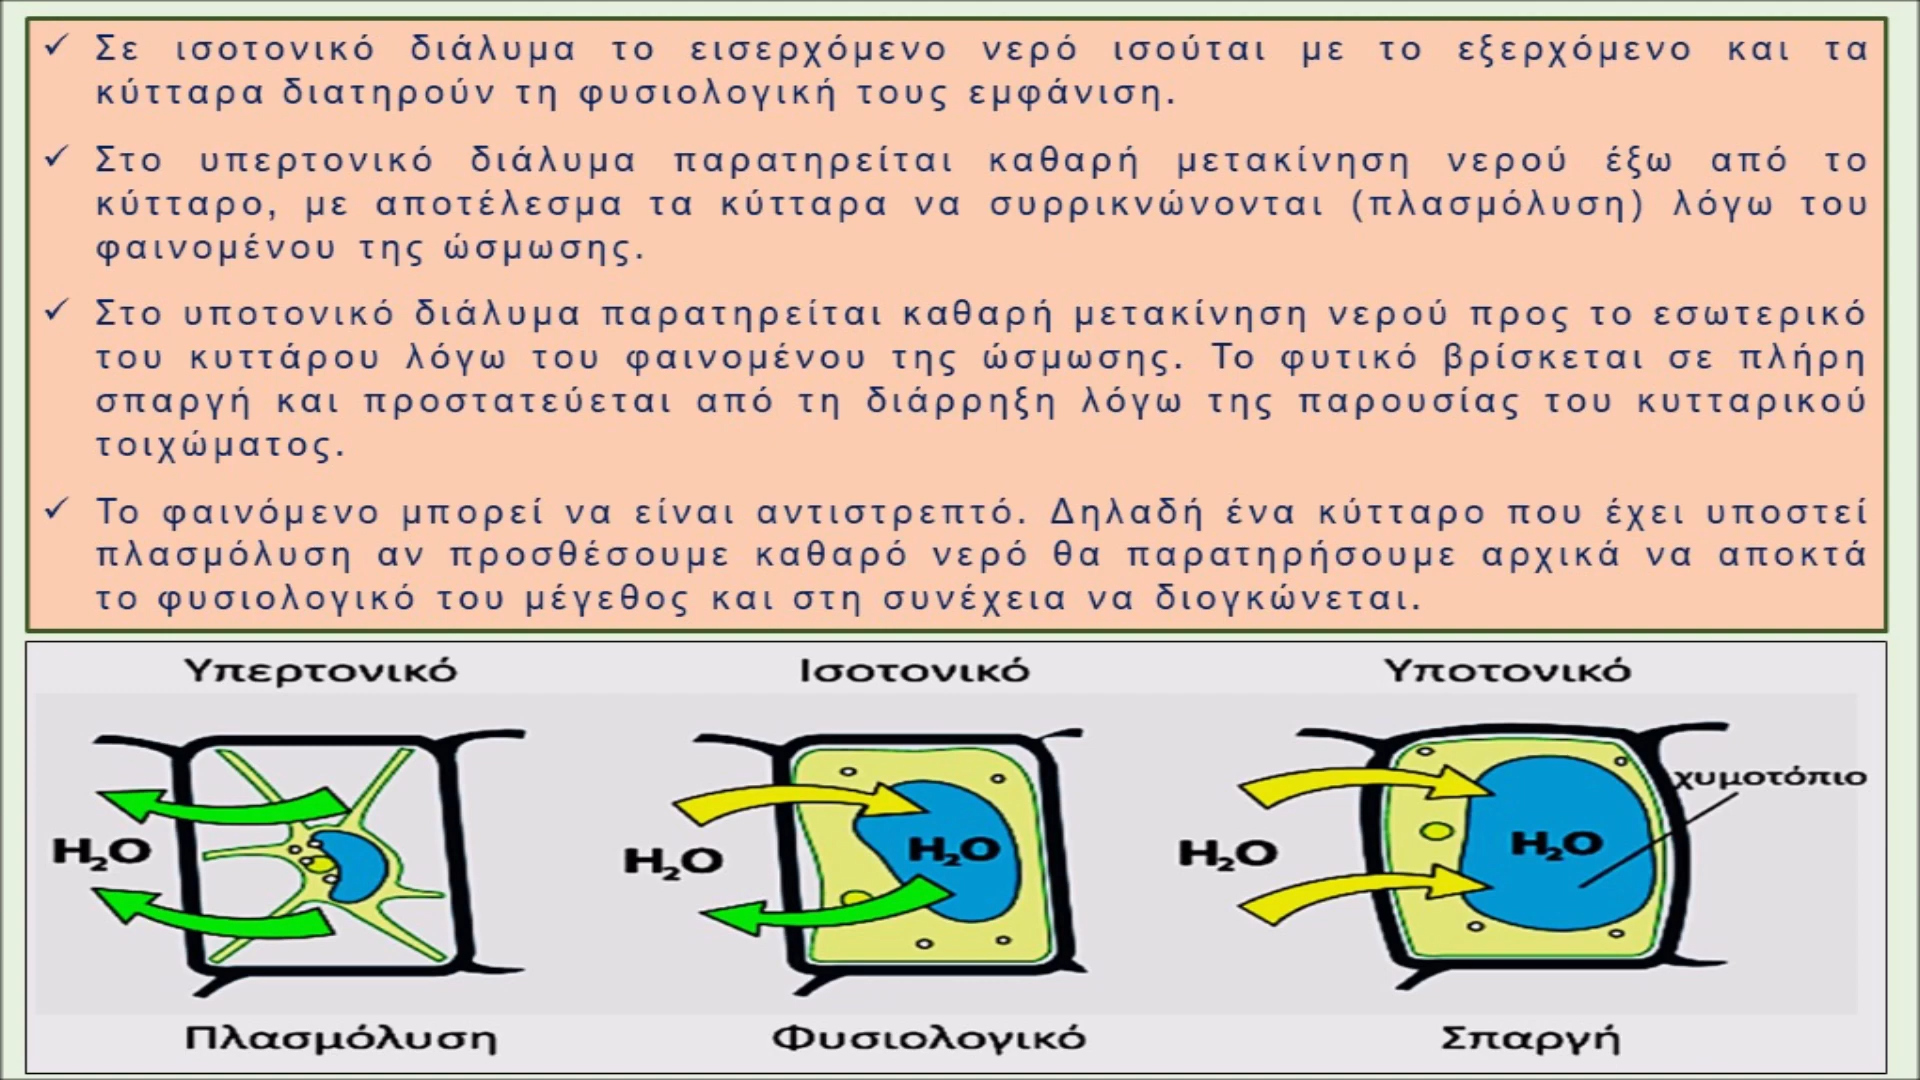 ✓ Σε ισοτονικό διάλυμα το εισερχόμενο νερό ισούται με το εξερχόμενο και τα
κύτταρα διατηρούν τη φυσιολογική τους εμφάνιση.
✓ Στο υπερτονικό διάλυμα παρατηρείται καθαρή μετακίνηση νερού έξω από το
κύτταρο, με αποτέλεσμα τα κύτταρα να συρρικνώνονται (πλασμόλυση) λόγω του
φαινομένου της ώσμωσης.
✓ Στο υποτονικό διάλυμα παρατηρείται καθαρή μετακίνηση νερού προς το εσωτερικό
του κυττάρου λόγω του φαινομένου της ώσμωσης. Το φυτικό βρίσκεται σε πλήρη
σπαργή και προστατεύεται από τη διάρρηξη λόγω της παρουσίας του κυτταρικού
τοιχώματος.
✓ Το φαινόμενο μπορεί να είναι αντιστρεπτό. Δηλαδή ένα κύτταρο που έχει υποστεί
πλασμόλυση αν προσθέσουμε καθαρό νερό θα παρατηρήσουμε αρχικά να αποκτά
το φυσιολογικό του μέγεθος και στη συνέχεια να διογκώνεται.
Υπερτονικό Ισοτονικό Υποτονικό
χυμοτόπιο
H₂O H₂O H₂O H₂O H₂O
Πλασμόλυση Φυσιολογικό Σπαργή